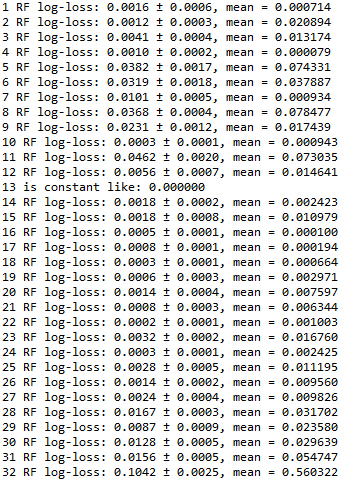 1 RF log-loss: 0.0016 ± 0.0006, mean = 0.000714
2 RF log-loss: 0.0012 ± 0.0003, mean = 0.020894
3 RF log-loss: 0.0041 ± 0.0004, mean = 0.013174
4 RF log-loss: 0.0010 ± 0.0002, mean = 0.000079
5 RF log-loss: 0.0382 ± 0.0017, mean = 0.074331
6 RF log-loss: 0.0319 ± 0.0018, mean = 0.037887
7 RF log-loss: 0.0101 ± 0.0005, mean = 0.000934
8 RF log-loss: 0.0368 ± 0.0004, mean = 0.078477
9 RF log-loss: 0.0231 ± 0.0012, mean = 0.017439
10 RF log-loss: 0.0003 ± 0.0001, mean = 0.000943
11 RF log-loss: 0.0462 ± 0.0020, mean = 0.073035
12 RF log-loss: 0.0056 ± 0.0007, mean = 0.014641
13 is constant like: 0.000000
14 RF log-loss: 0.0018 ± 0.0002, mean = 0.002423
15 RF log-loss: 0.0018 ± 0.0008, mean = 0.010979
16 RF log-loss: 0.0005 ± 0.0001, mean = 0.000100
17 RF log-loss: 0.0008 ± 0.0001, mean = 0.000194
18 RF log-loss: 0.0003 ± 0.0001, mean = 0.000664
19 RF log-loss: 0.0006 ± 0.0003, mean = 0.002971
20 RF log-loss: 0.0014 ± 0.0004, mean = 0.007597
21 RF log-loss: 0.0008 ± 0.0003, mean = 0.006344
22 RF log-loss: 0.0002 ± 0.0001, mean = 0.001003
23 RF log-loss: 0.0032 ± 0.0002, mean = 0.016760
24 RF log-loss: 0.0003 ± 0.0001, mean = 0.002425
25 RF log-loss: 0.0028 ± 0.0005, mean = 0.011195
26 RF log-loss: 0.0014 ± 0.0002, mean = 0.009560
27 RF log-loss: 0.0024 ± 0.0004, mean = 0.009826
28 RF log-loss: 0.0167 ± 0.0003, mean = 0.031702
29 RF log-loss: 0.0087 ± 0.0009, mean = 0.023580
30 RF log-loss: 0.0128 ± 0.0005, mean = 0.029639
31 RF log-loss: 0.0156 ± 0.0005, mean = 0.054747
32 RF log-loss: 0.1042 ± 0.0025, mean = 0.560322